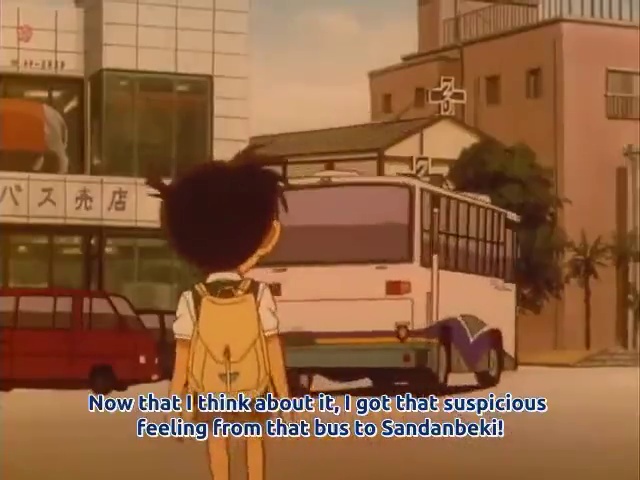 バス売店
Now that I think about it, I got that suspicious
feeling from that bus to Sandanbeki!